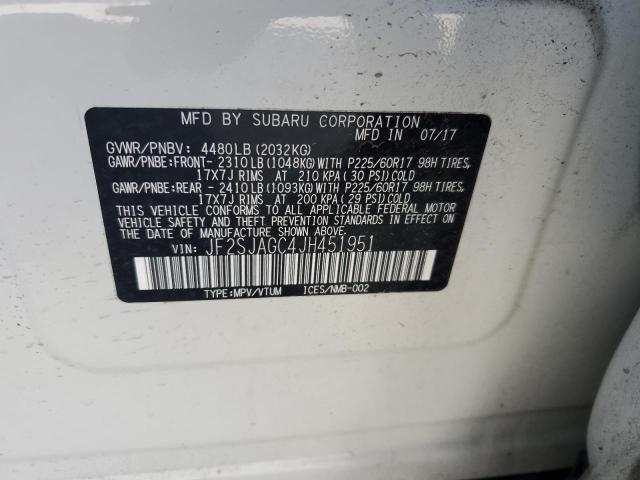 MFD BY SUBARU CORPORATION
MFD IN 07/17
GVWR/PNBV: 4480LB (2032KG)
GAWR/PNBE:FRONT- 2310LB (1048KG) WITH P225/60R17 98H TIRES,
17X7J RIMS AT 210 KPA ( 30 PSI) COLD
GAWR/PNBE:REAR - 2410LB (1093KG) WITH P225/60R17 98H TIRES,
17X7J RIMS AT 200 KPA ( 29 PSI) COLD
THIS VEHICLE CONFORMS TO ALL APPLICABLE FEDERAL MOTOR
VEHICLE SAFETY AND THEFT PREVENTION STANDARDS IN EFFECT
ON THE DATE OF MANUFACTURE SHOWN ABOVE.
VIN: JF2SJAGC4JH451951
TYPE:MPV/VTUM ICES/NMB-002